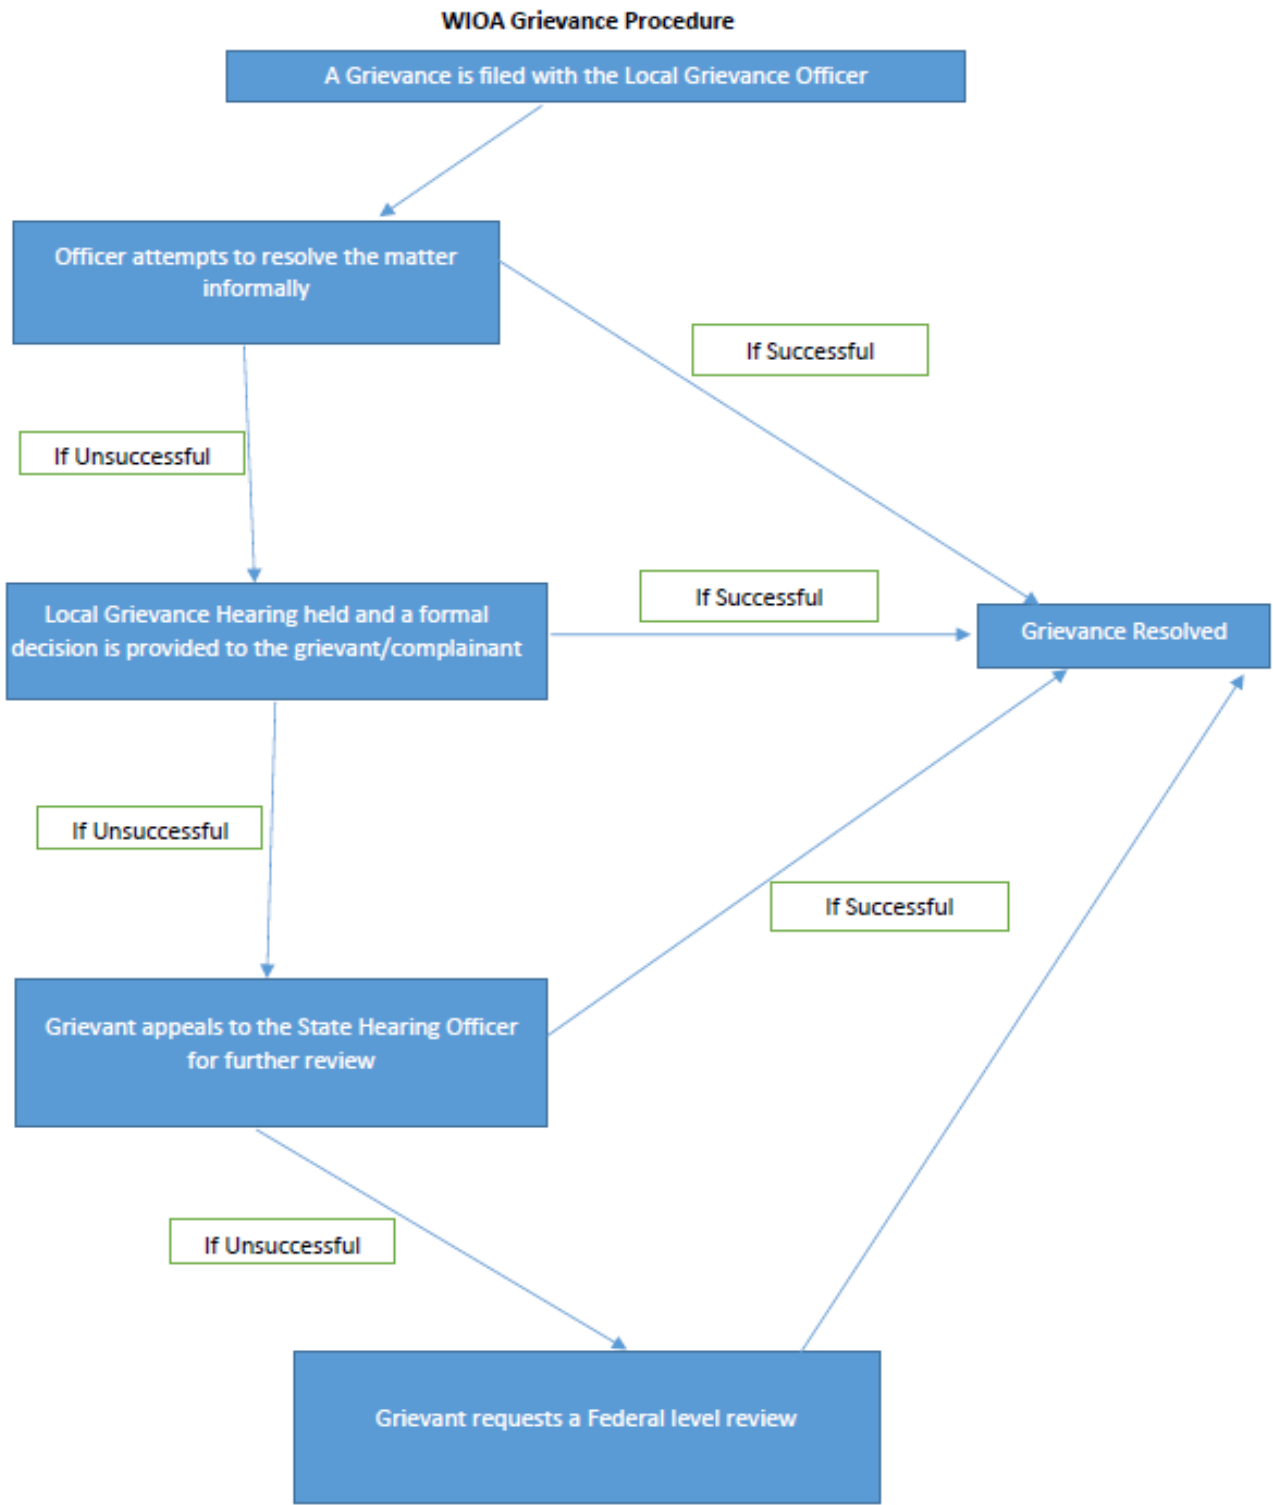 WIOA Grievance Procedure
A Grievance is filed with the Local Grievance Officer
Officer attempts to resolve the matter
informally
If Successful
If Unsuccessful
Local Grievance Hearing held and a formal
decision is provided to the grievant/complainant
If Successful
Grievance Resolved
If Unsuccessful
If Successful
Grievant appeals to the State Hearing Officer
for further review
If Unsuccessful
Grievant requests a Federal level review